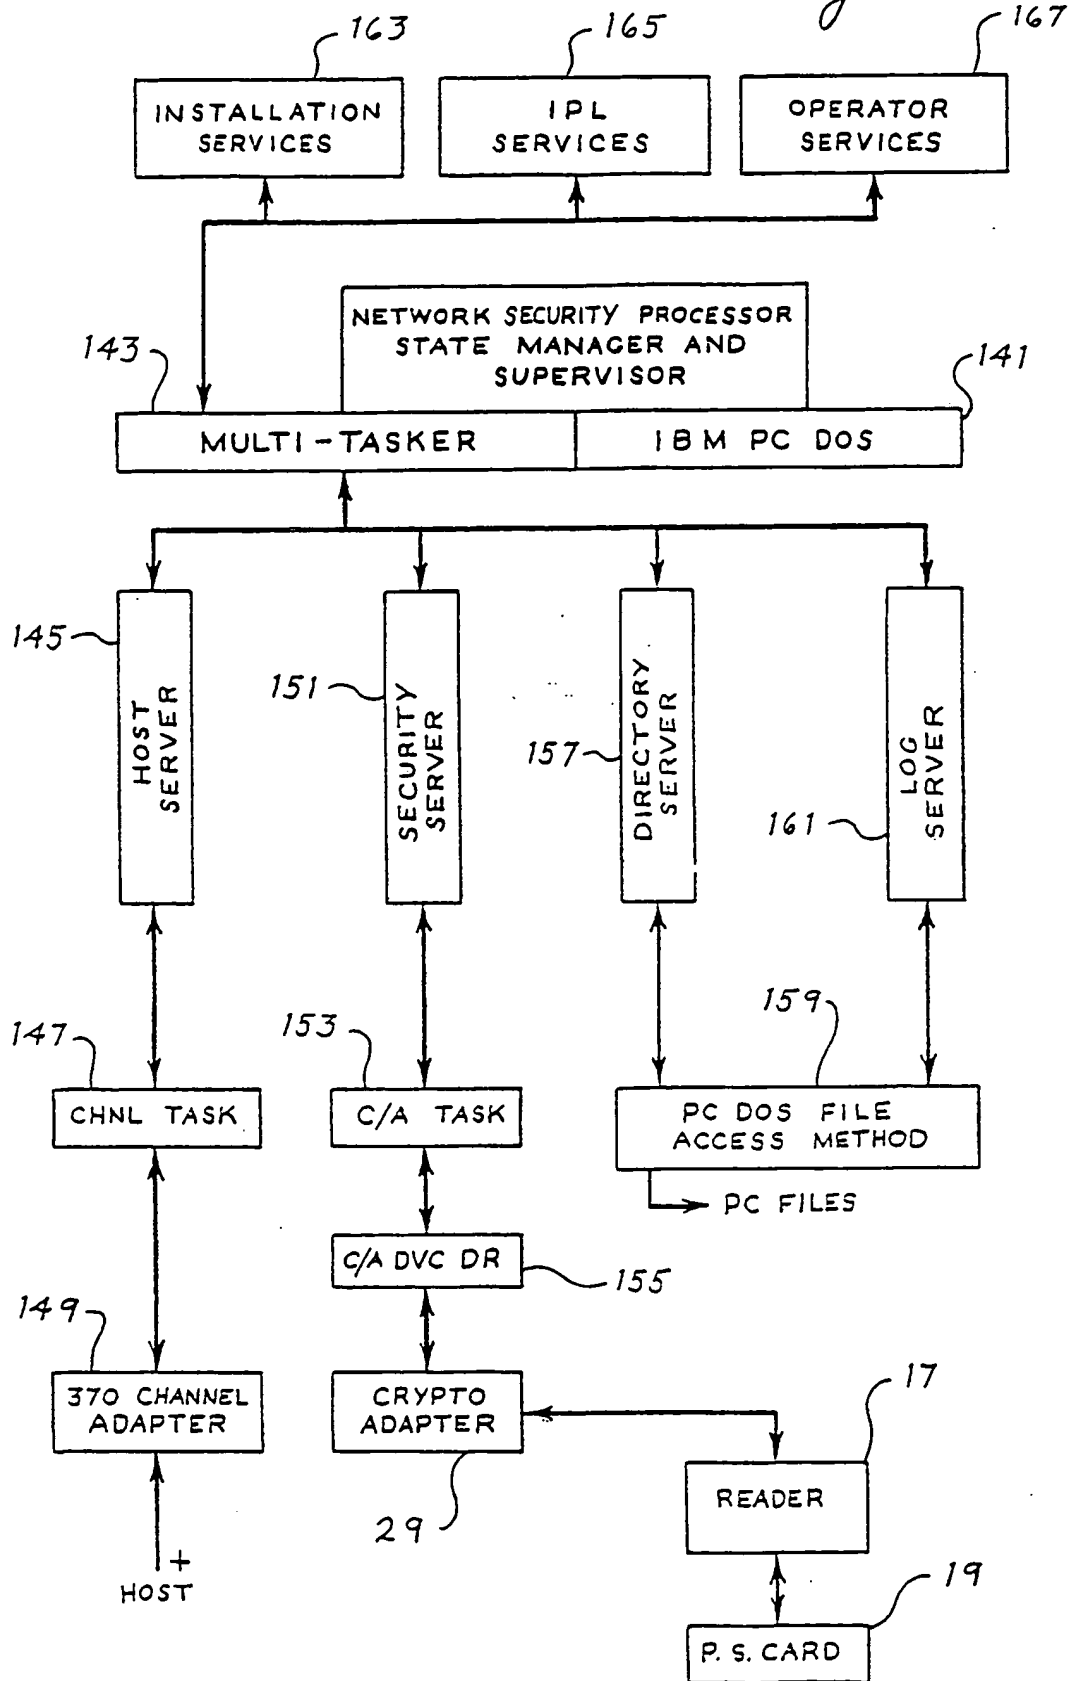 163
165
167
INSTALLATION
SERVICES
IPL
SERVICES
OPERATOR
SERVICES
NETWORK SECURITY PROCESSOR
STATE MANAGER AND
SUPERVISOR
143
141
MULTI-TASKER
IBM PC DOS
145
HOST
SERVER
151
SECURITY
SERVER
157
DIRECTORY
SERVER
161
LOG
SERVER
147
CHNL TASK
153
C/A TASK
159
PC DOS FILE
ACCESS METHOD
PC FILES
C/A DVC DR
155
149
370 CHANNEL
ADAPTER
CRYPTO
ADAPTER
29
17
READER
+
HOST
19
P. S. CARD